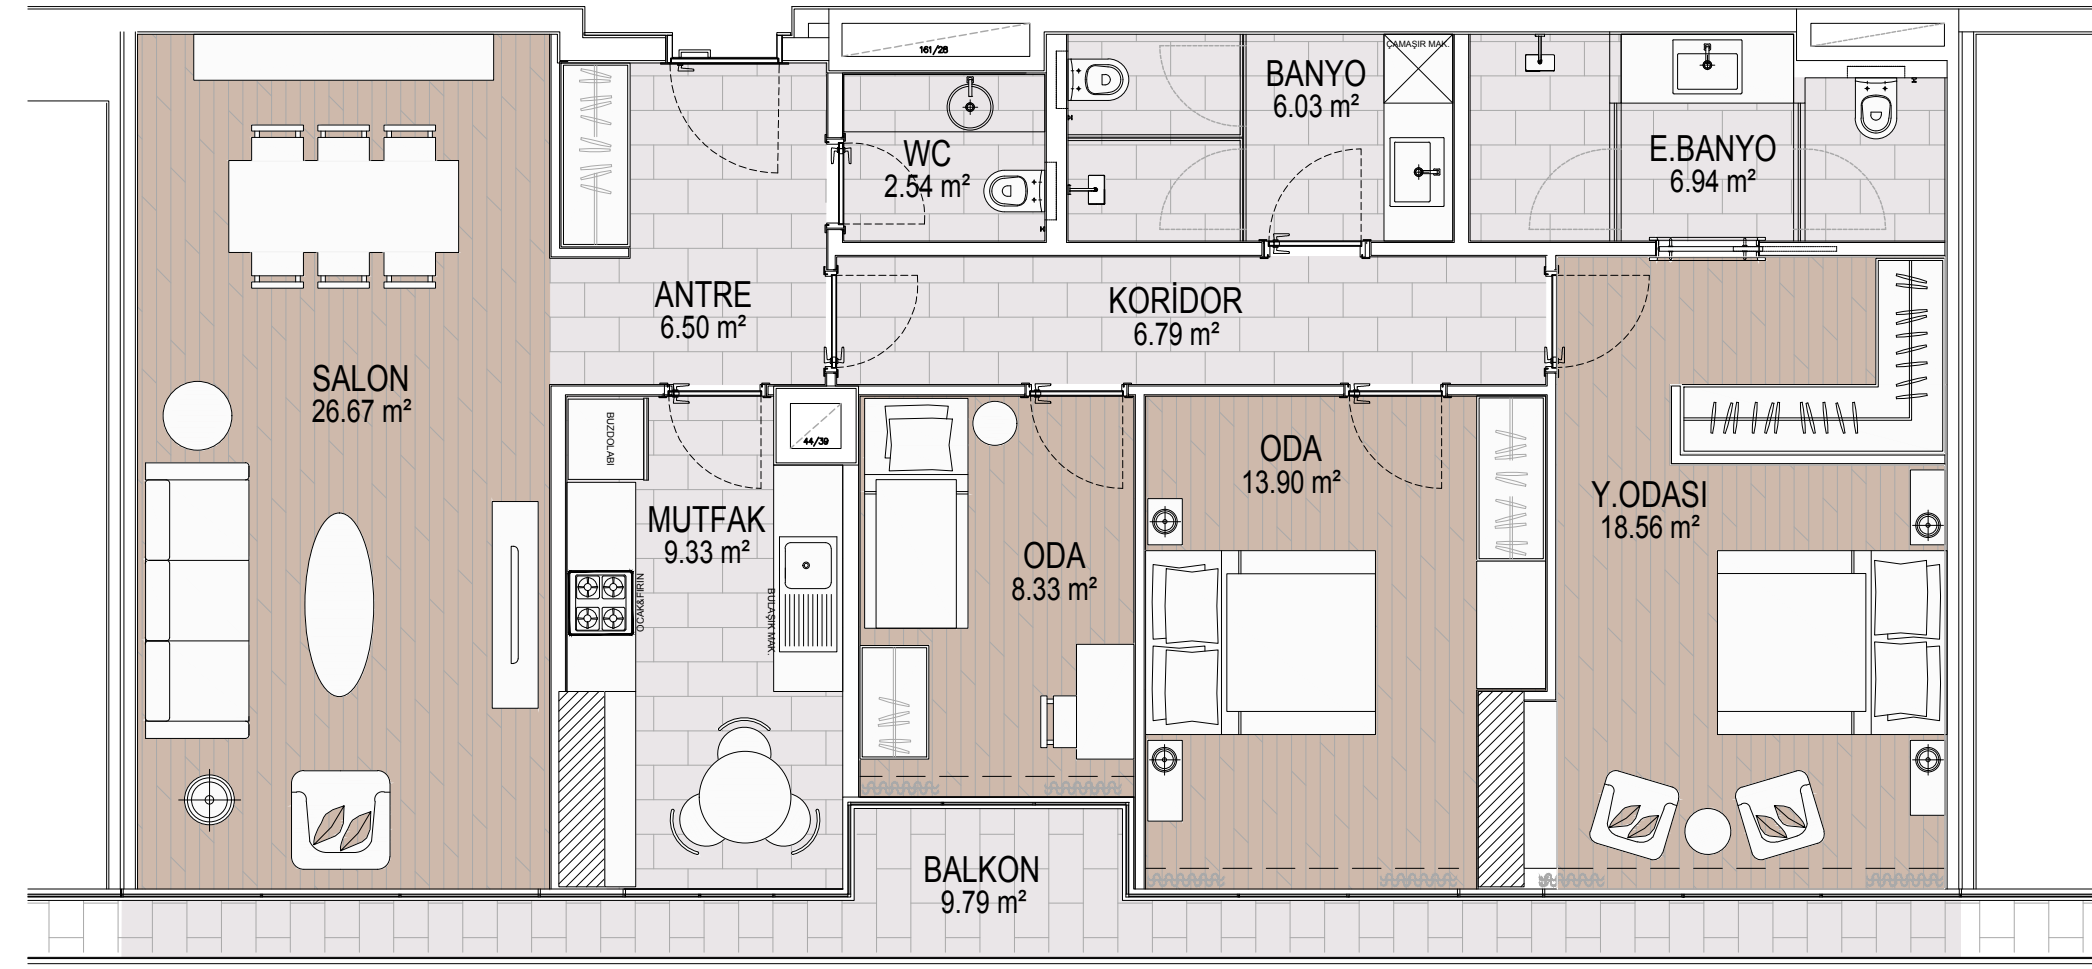 161/28
ÇAMAŞIR MAK.
BANYO
6.03 m²
WC
2.54 m²
E.BANYO
6.94 m²
ANTRE
6.50 m²
KORİDOR
6.79 m²
SALON
26.67 m²
BUZDOLABI
44/39
ODA
13.90 m²
Y.ODASI
18.56 m²
MUTFAK
9.33 m²
ODA
8.33 m²
OCAK&FIRIN
BULAŞIK MAK.
BALKON
9.79 m²